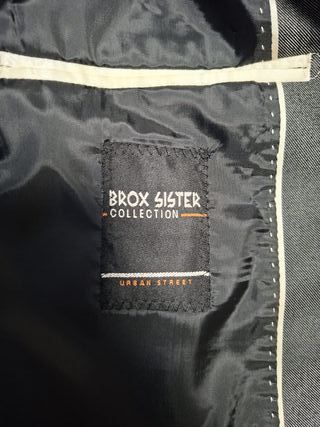 BROX SISTER
COLLECTION
URBAN STREET